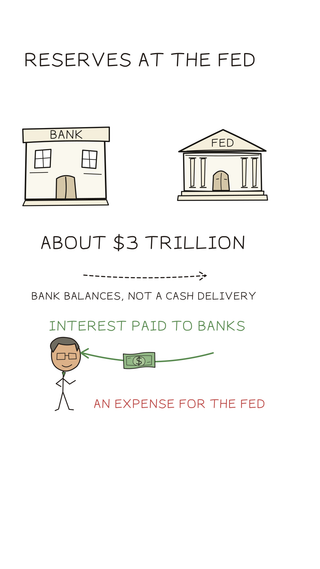 RESERVES AT THE FED
BANK
FED
ABOUT $3 TRILLION
BANK BALANCES, NOT A CASH DELIVERY
INTEREST PAID TO BANKS
$
AN EXPENSE FOR THE FED